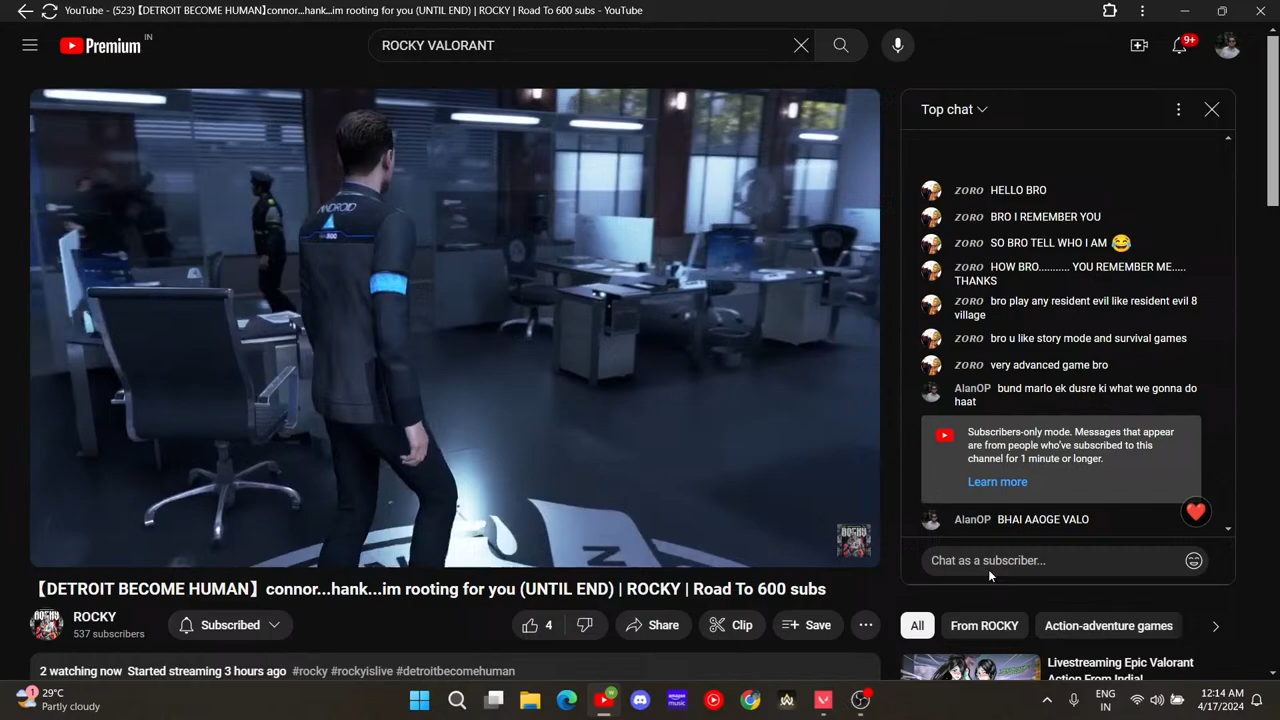 YouTube - (523) 【DETROIT BECOME HUMAN】connor...hank...im rooting for you (UNTIL END) | ROCKY | Road To 600 subs - YouTube
Premium IN
ROCKY VALORANT
9+
ANDROID
Top chat
ZORO HELLO BRO
ZORO BRO I REMEMBER YOU
ZORO SO BRO TELL WHO I AM 😂
ZORO HOW BRO........... YOU REMEMBER ME.....
THANKS
ZORO bro play any resident evil like resident evil 8
village
ZORO bro u like story mode and survival games
ZORO very advanced game bro
AlanOP bund marlo ek dusre ki what we gonna do
haat
Subscribers-only mode. Messages that appear
are from people who've subscribed to this
channel for 1 minute or longer.
Learn more
AlanOP BHAI AAOGE VALO
Chat as a subscriber...
ROCKY
【DETROIT BECOME HUMAN】connor...hank...im rooting for you (UNTIL END) | ROCKY | Road To 600 subs
ROCKY
537 subscribers
Subscribed
4
Share
Clip
Save
2 watching now Started streaming 3 hours ago #rocky #rockyislive #detroitbecomehuman
All
From ROCKY
Action-adventure games
Livestreaming Epic Valorant
Action From India!
1
29°C
Partly cloudy
ENG
IN
12:14 AM
4/17/2024